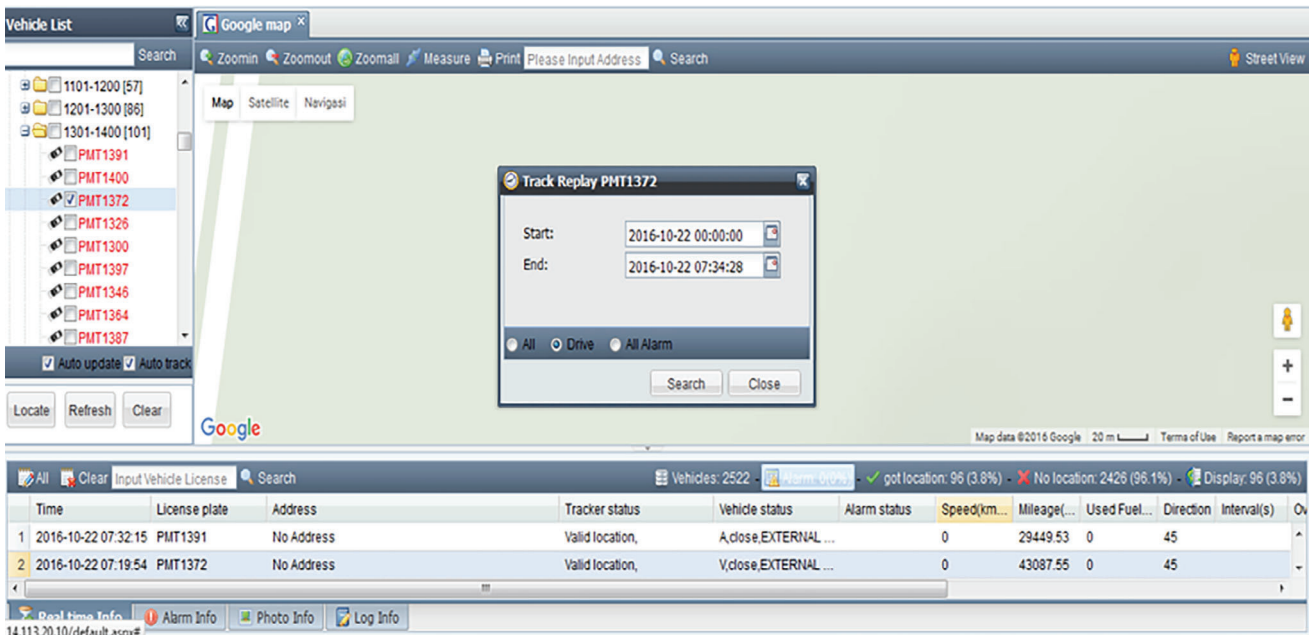 Vehicle List
Google map
Search
Zoomin Zoomout Zoomall Measure Print Please Input Address Search Street View
1101-1200 [57]
1201-1300 [86]
1301-1400 [101]
PMT1391
PMT1400
PMT1372
PMT1326
PMT1300
PMT1397
PMT1346
PMT1364
PMT1387
Auto update Auto track
Locate Refresh Clear
Map Satellite Navigasi
Track Replay PMT1372
Start: 2016-10-22 00:00:00
End: 2016-10-22 07:34:28
All Drive All Alarm
Search Close
Google
Map data ©2016 Google 20 m Terms of Use Report a map error
All Clear Input Vehicle License Search Vehicles: 2522 - - got location: 96 (3.8%) - No location: 2426 (96.1%) - Display: 96 (3.8%)
Time License plate Address Tracker status Vehicle status Alarm status Speed(km... Mileage(... Used Fuel... Direction Interval(s) Ov
1 2016-10-22 07:32:15 PMT1391 No Address Valid location, A,close,EXTERNAL ... 0 29449.53 0 45
2 2016-10-22 07:19:54 PMT1372 No Address Valid location, V,close,EXTERNAL ... 0 43087.55 0 45
Real time Info Alarm Info Photo Info Log Info
14.113.20.10/default.aspx#